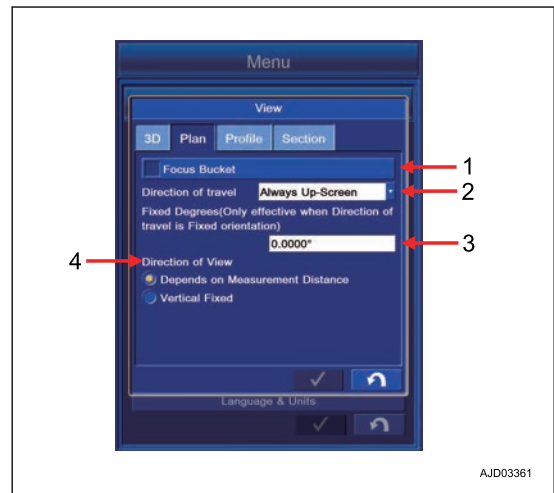 Menu
View
3D Plan Profile Section
Focus Bucket 1
Direction of travel Always Up-Screen 2
Fixed Degrees(Only effective when Direction of
travel is Fixed orientation)
0.0000° 3
4 Direction of View
Depends on Measurement Distance
Vertical Fixed
Language & Units
AJD03361